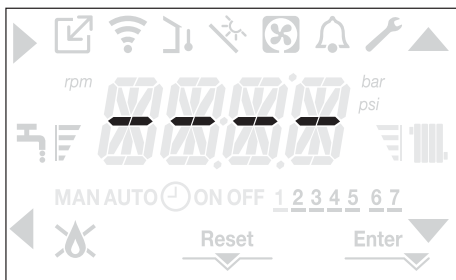 rpm bar
psi
- - - -
MAN AUTO ON OFF 1 2 3 4 5 6 7
Reset Enter